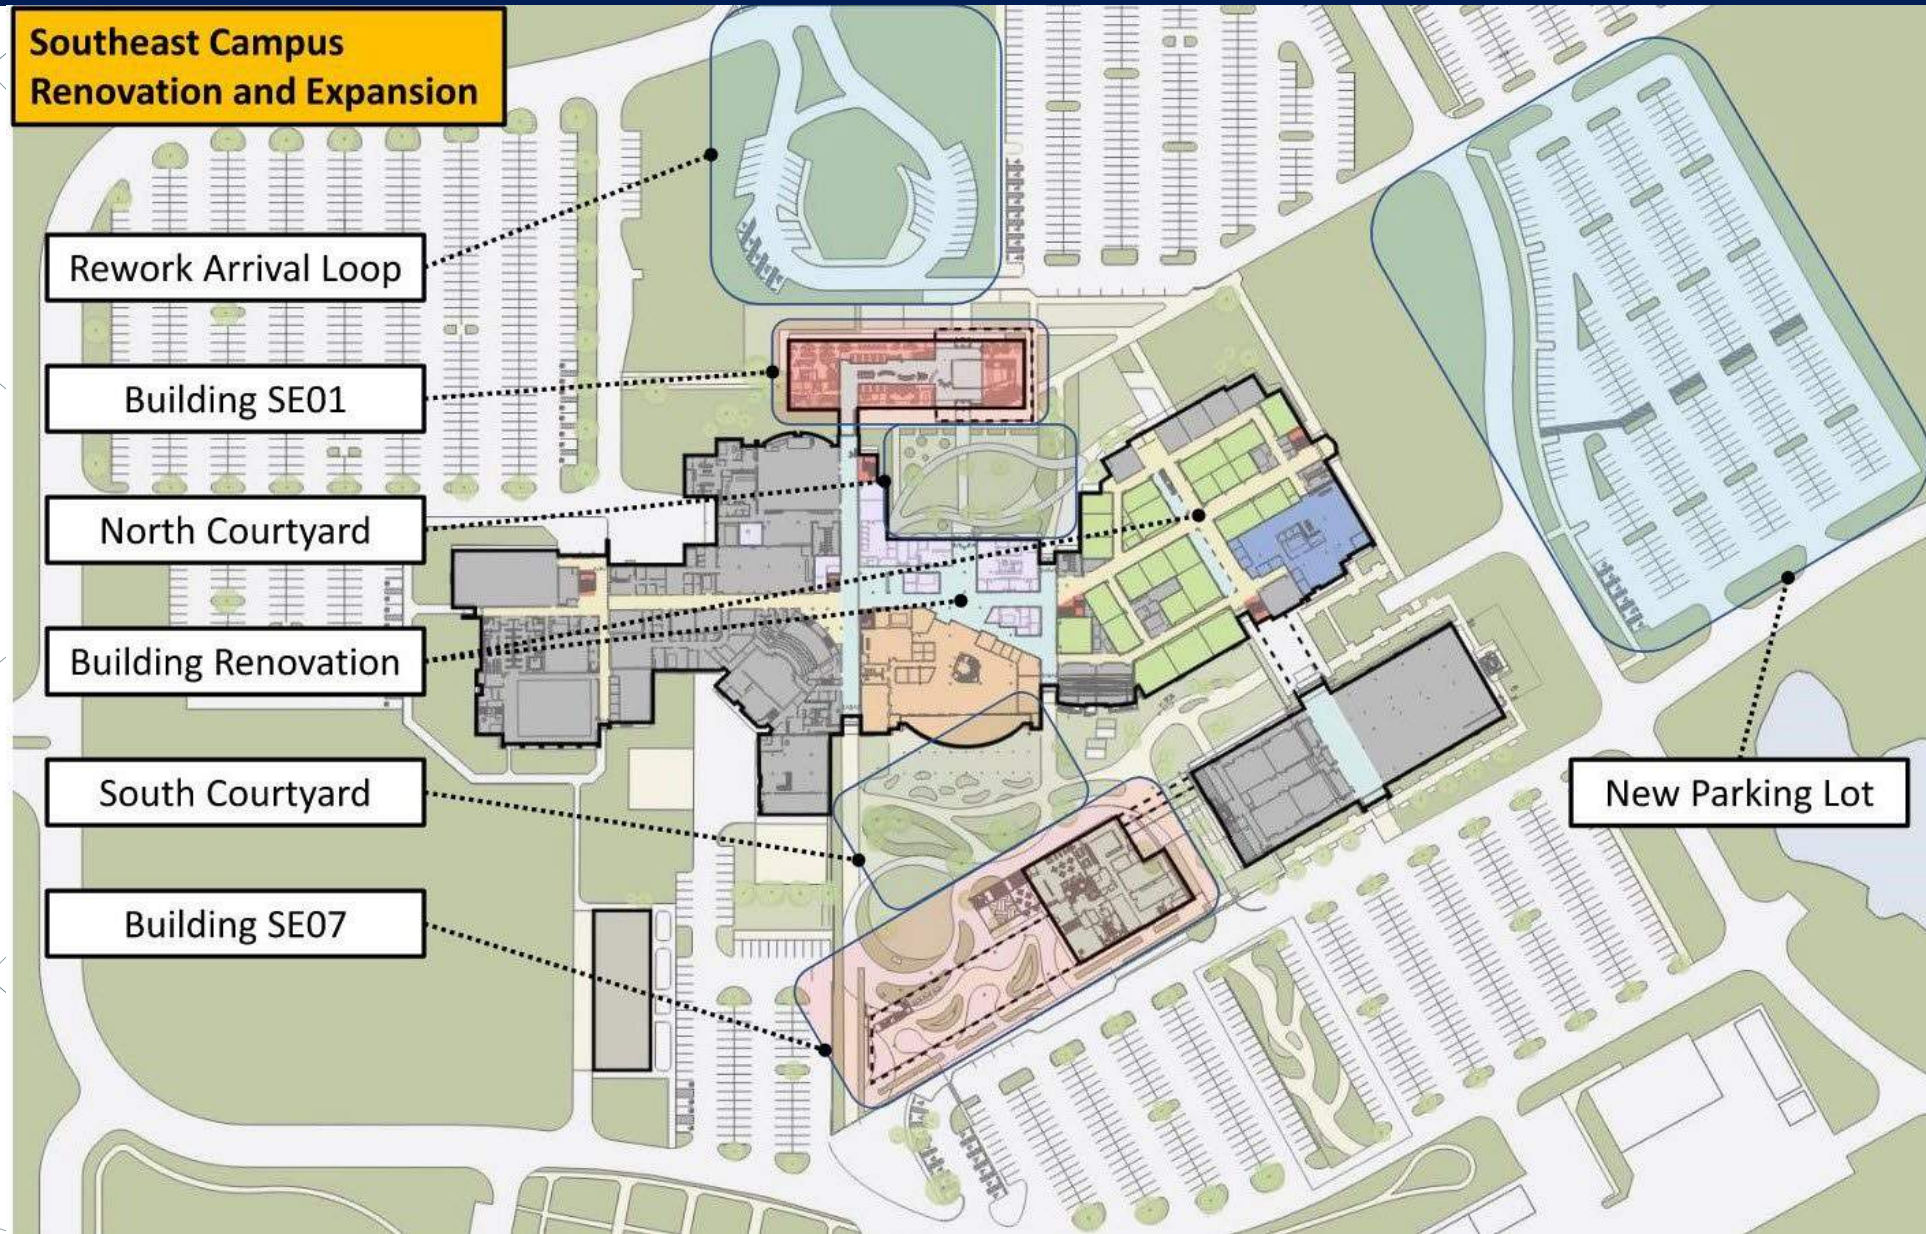 Southeast Campus
Renovation and Expansion
Rework Arrival Loop
Building SE01
North Courtyard
Building Renovation
South Courtyard
New Parking Lot
Building SE07